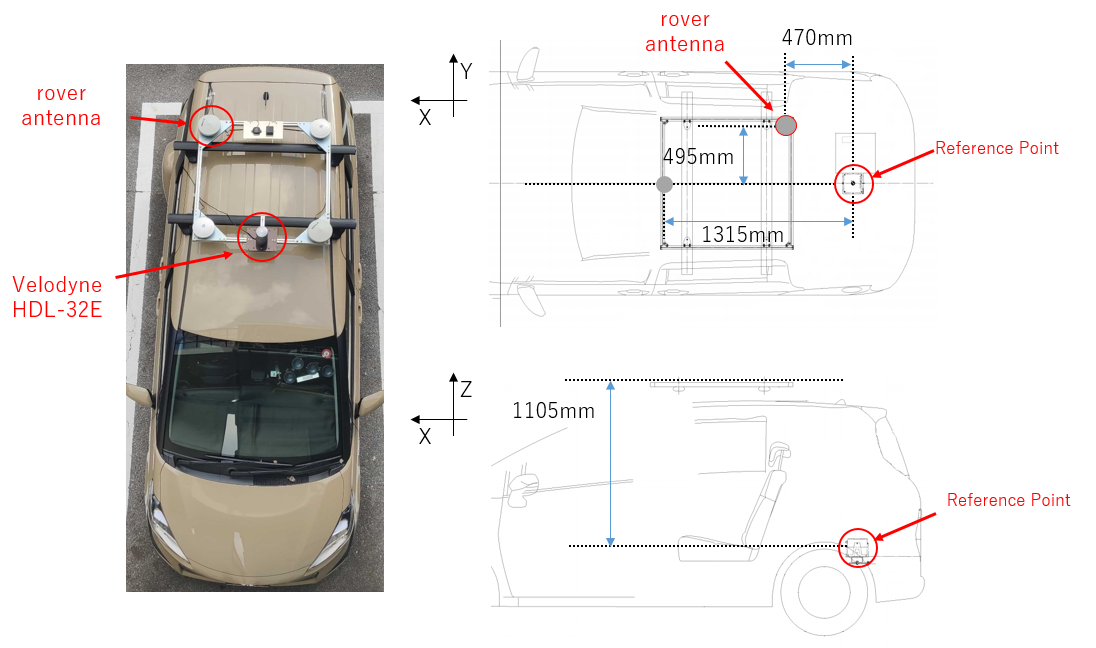 rover
antenna
Velodyne
HDL-32E
Y
X
rover
antenna
470mm
495mm
1315mm
Reference Point
Z
X
1105mm
Reference Point